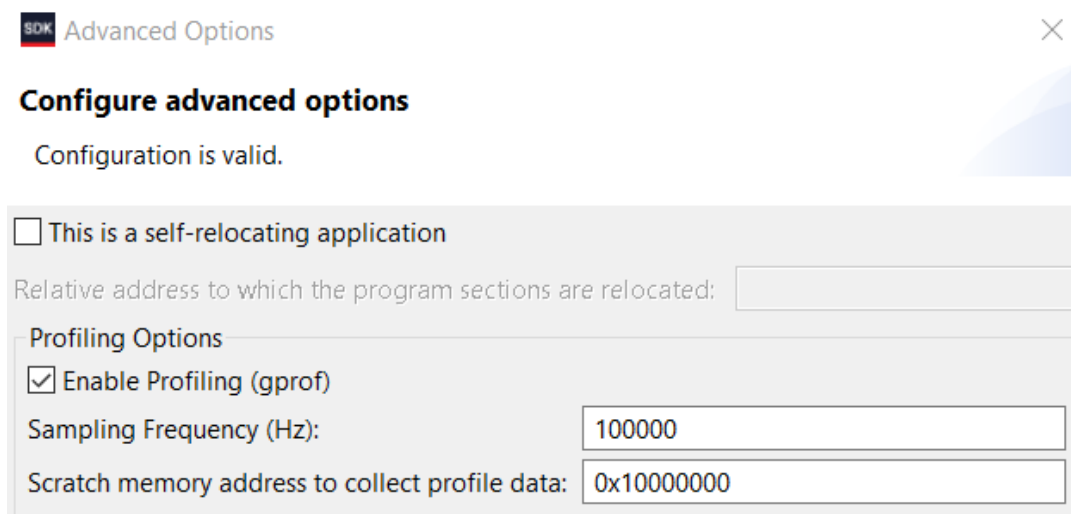 SDK Advanced Options
Configure advanced options
Configuration is valid.
This is a self-relocating application
Relative address to which the program sections are relocated:
Profiling Options
Enable Profiling (gprof)
Sampling Frequency (Hz): 100000
Scratch memory address to collect profile data: 0x10000000